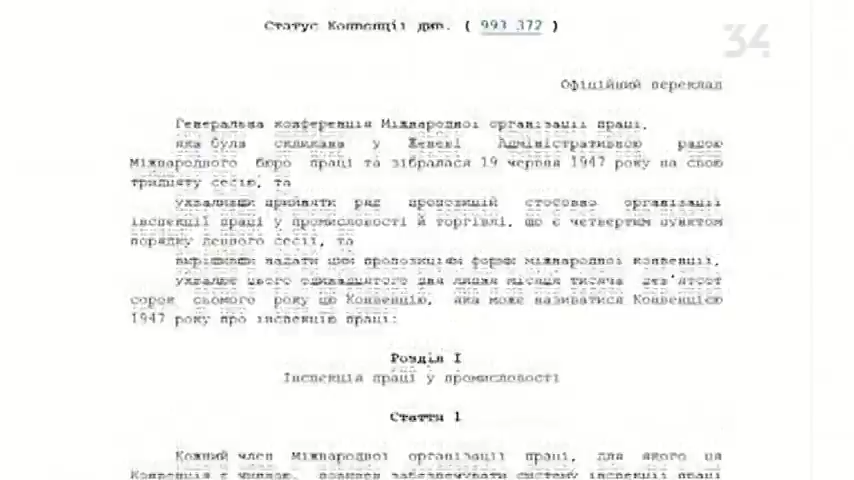 Статус Конвенції див. ( 993_372 )
34
Офіційний переклад
Генеральна конференція Міжнародної організації праці,
яка була скликана у Женеві Адміністративною радою
Міжнародного бюро праці та зібралася 19 червня 1947 року на свою
тридцяту сесію, та
ухваливши прийняти ряд пропозицій стосовно організації
інспекції праці у промисловості й торгівлі, що є четвертим пунктом
порядку денного сесії, та
вирішивши надати цим пропозиціям форми міжнародної конвенції,
ухвалює цього одинадцятого дня липня місяця тисяча дев'ятсот
сорок сьомого року цю Конвенцію, яка може називатися Конвенцією
1947 року про інспекцію праці:
Розділ I
Інспекція праці у промисловості
Стаття 1
Кожний член Міжнародної організації праці, для якого ця
Конвенція є чинною, повинен забезпечувати систему інспекції праці